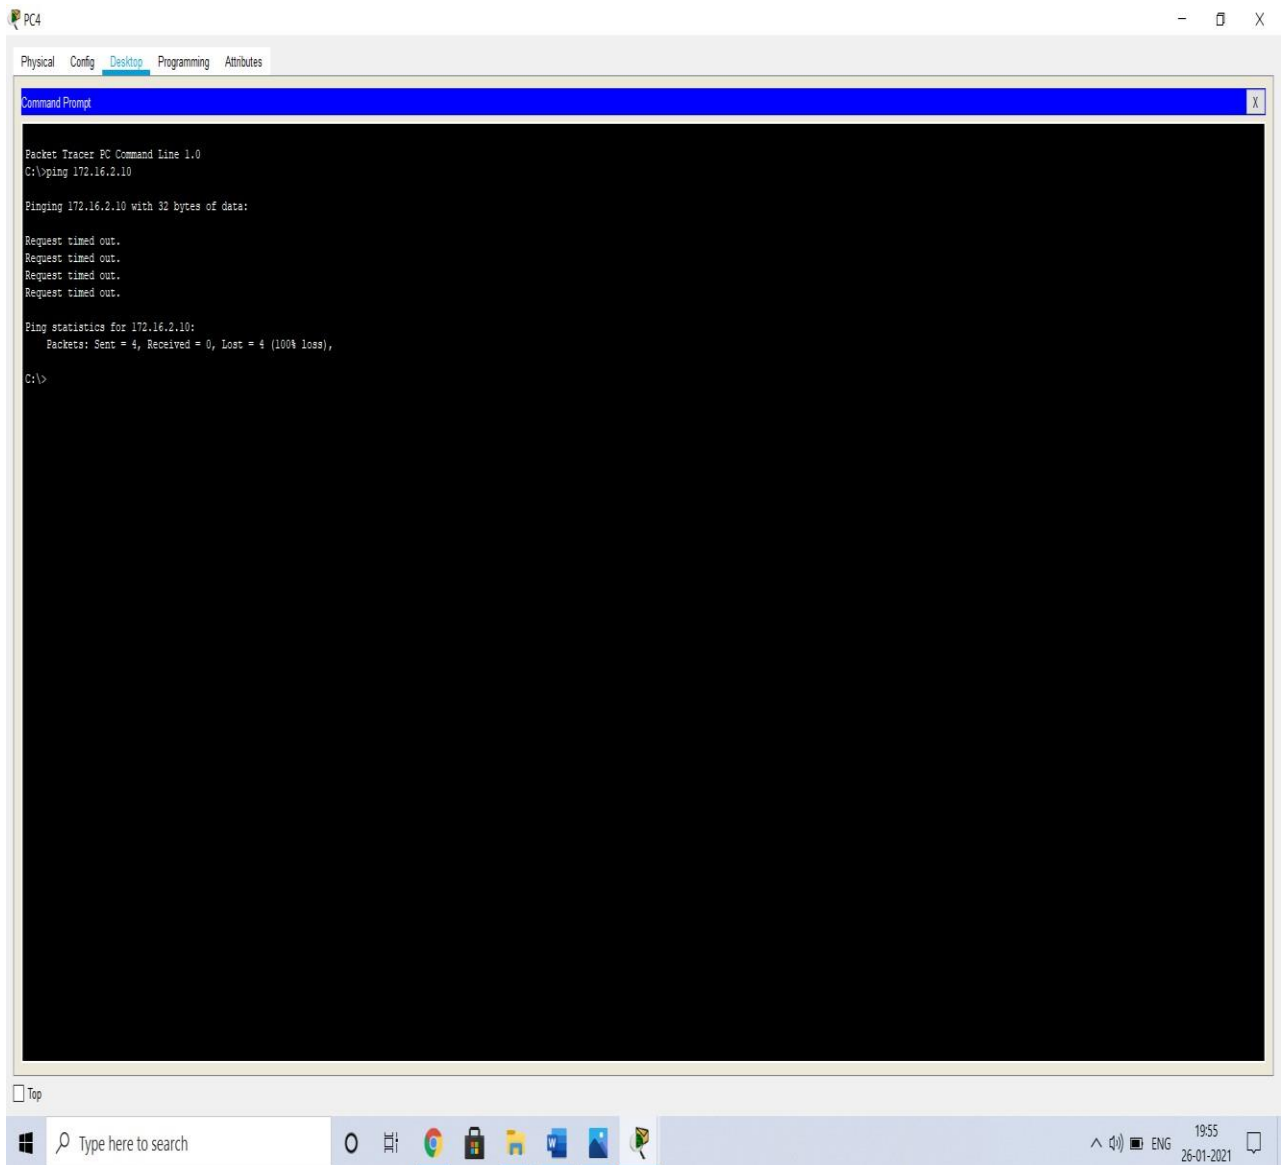 PC4
Physical Config Desktop Programming Attributes
Command Prompt
X
Packet Tracer PC Command Line 1.0
C:\>ping 172.16.2.10
Pinging 172.16.2.10 with 32 bytes of data:
Request timed out.
Request timed out.
Request timed out.
Request timed out.
Ping statistics for 172.16.2.10:
Packets: Sent = 4, Received = 0, Lost = 4 (100% loss),
C:\>
Top
Type here to search
ENG
19:55
26-01-2021